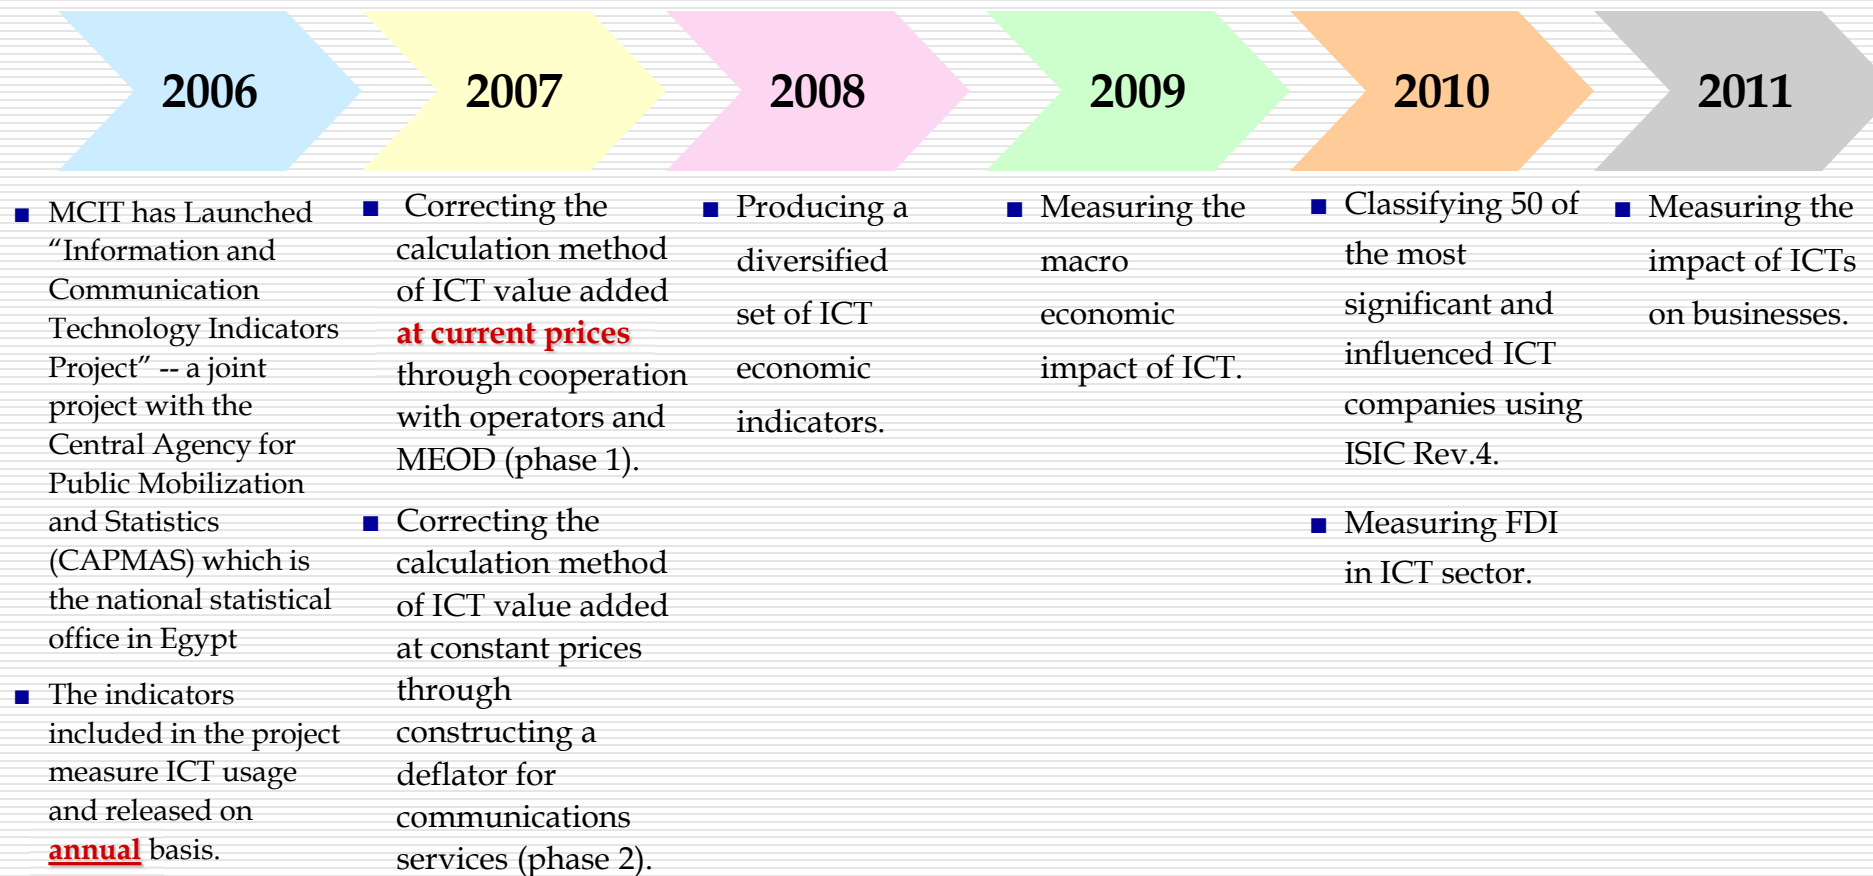 2006
2007
2008
2009
2010
2011
■ MCIT has Launched
“Information and
Communication
Technology Indicators
Project” -- a joint
project with the
Central Agency for
Public Mobilization
and Statistics
(CAPMAS) which is
the national statistical
office in Egypt
■ The indicators
included in the project
measure ICT usage
and released on
annual basis.
■ Correcting the
calculation method
of ICT value added
at current prices
through cooperation
with operators and
MEOD (phase 1).
■ Correcting the
calculation method
of ICT value added
at constant prices
through
constructing a
deflator for
communications
services (phase 2).
■ Producing a
diversified
set of ICT
economic
indicators.
■ Measuring the
macro
economic
impact of ICT.
■ Classifying 50 of
the most
significant and
influenced ICT
companies using
ISIC Rev.4.
■ Measuring FDI
in ICT sector.
■ Measuring the
impact of ICTs
on businesses.